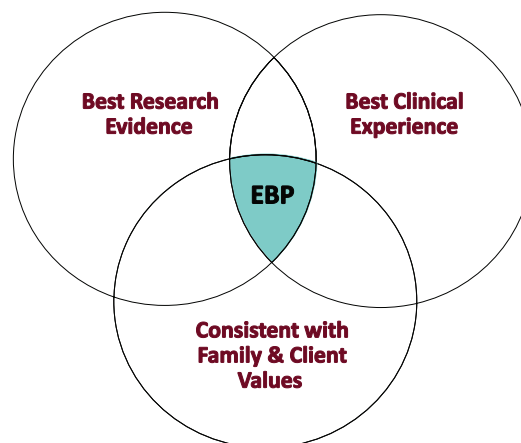 Best Research
Evidence
Best Clinical
Experience
EBP
Consistent with
Family & Client
Values